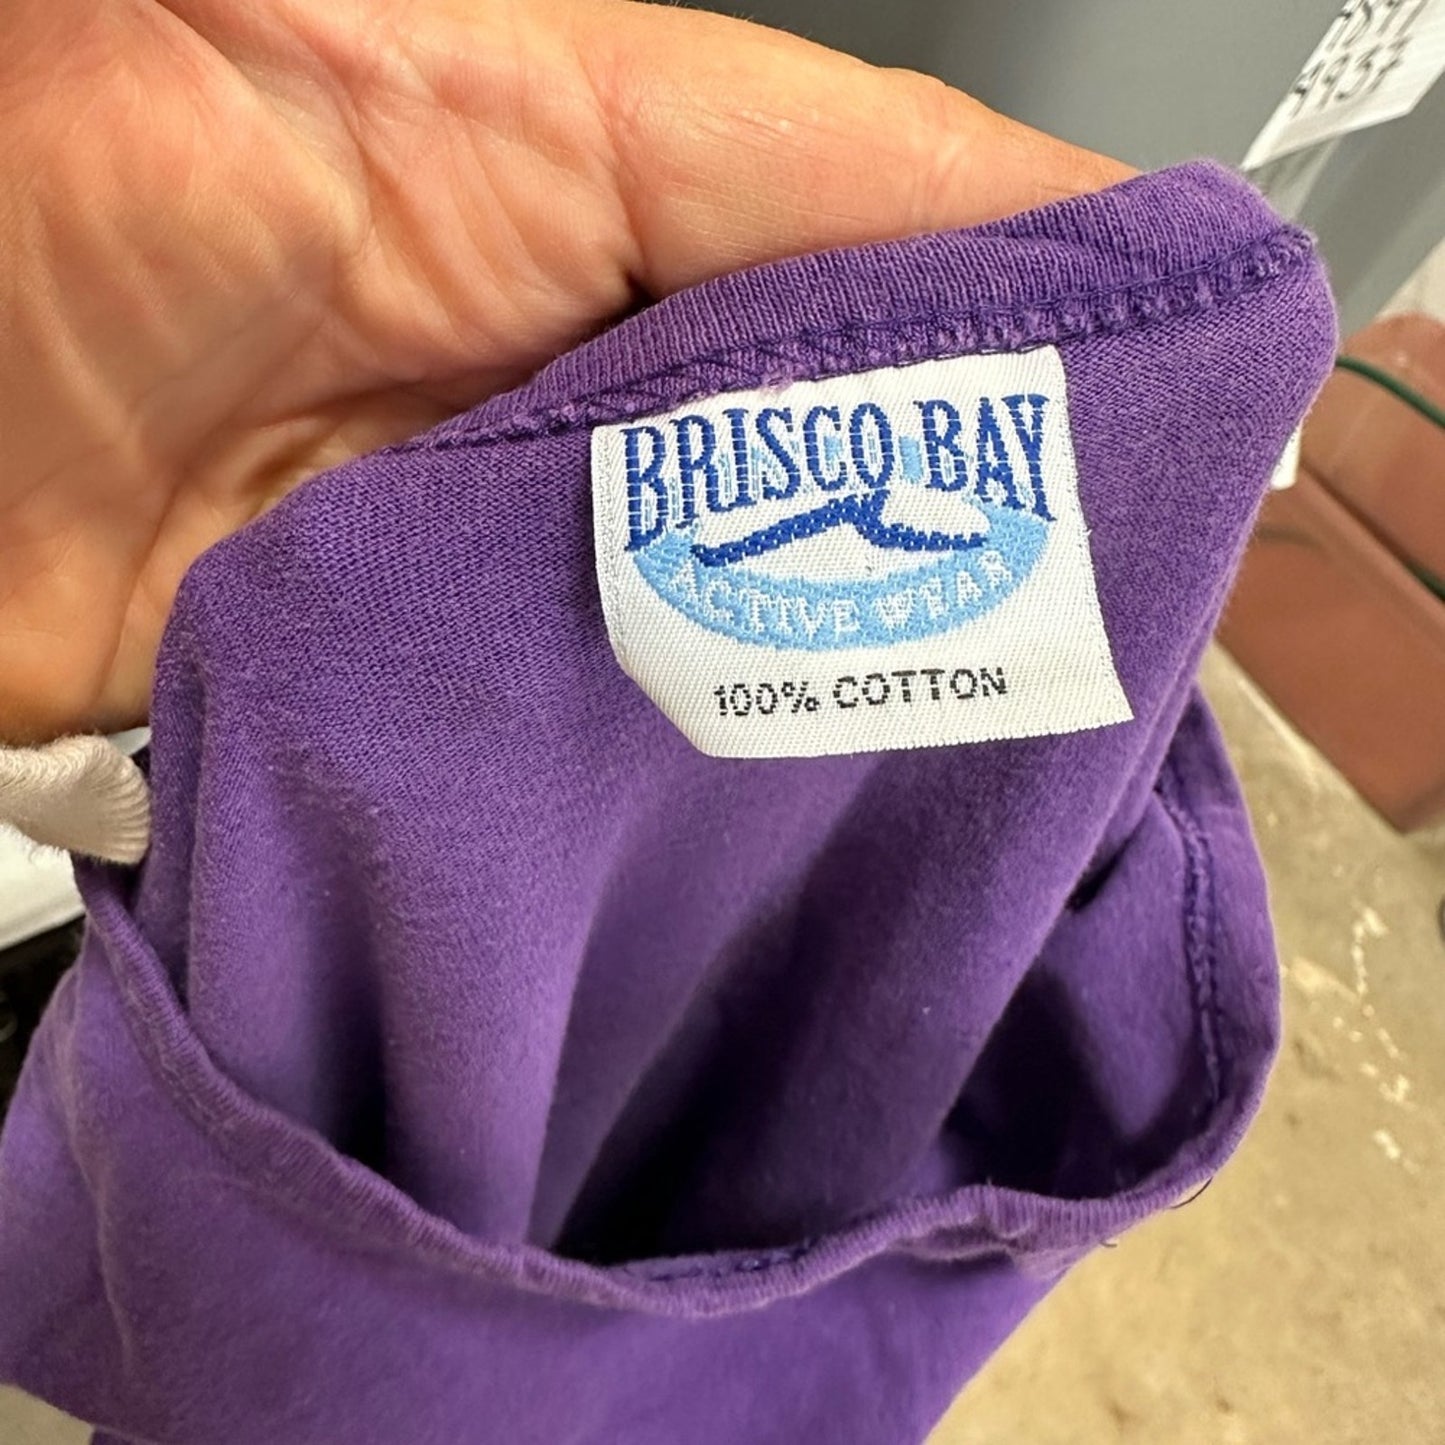 BRISCO BAY
ACTIVE WEAR
100% COTTON